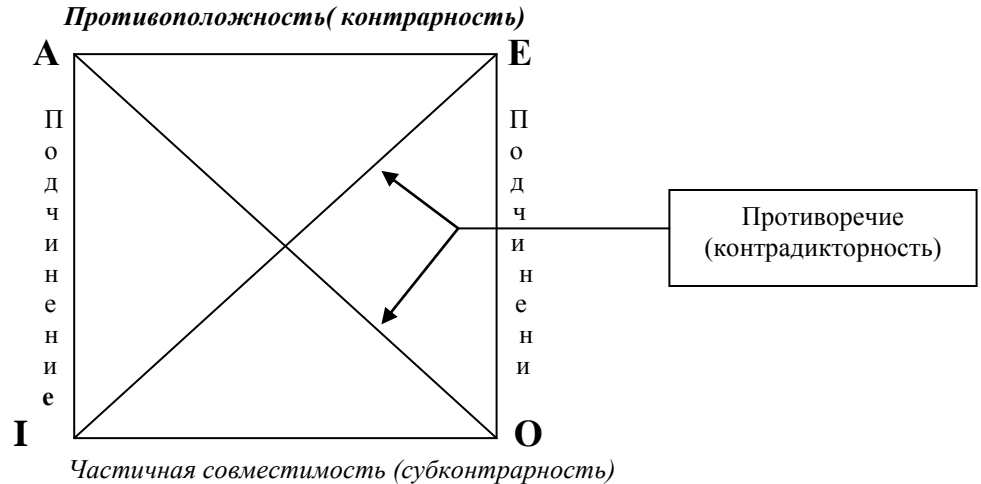 Противоположность( контрарность)
А Е
Подчинение
Подчинени
Противоречие
(контрадикторность)
I О
Частичная совместимость (субконтрарность)